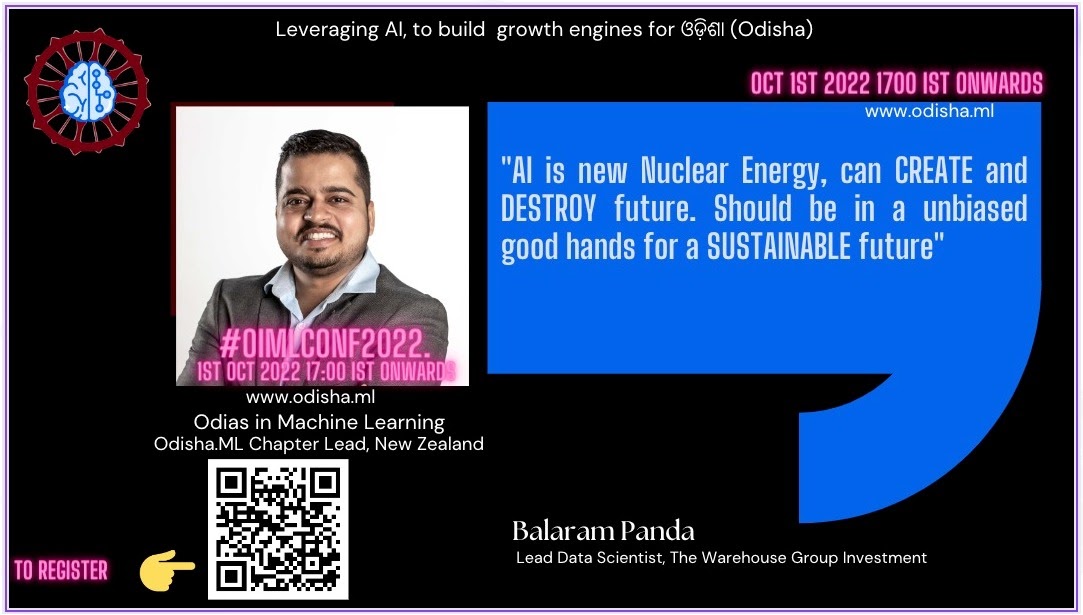 Leveraging AI, to build growth engines for ଓଡ଼ିଶା (Odisha)
OCT 1ST 2022 1700 IST ONWARDS
www.odisha.ml
"AI is new Nuclear Energy, can CREATE and
DESTROY future. Should be in a unbiased
good hands for a SUSTAINABLE future"
#OIMLCONF2022.
1ST OCT 2022 17:00 IST ONWARDS
www.odisha.ml
Odias in Machine Learning
Odisha.ML Chapter Lead, New Zealand
Balaram Panda
Lead Data Scientist, The Warehouse Group Investment
TO REGISTER